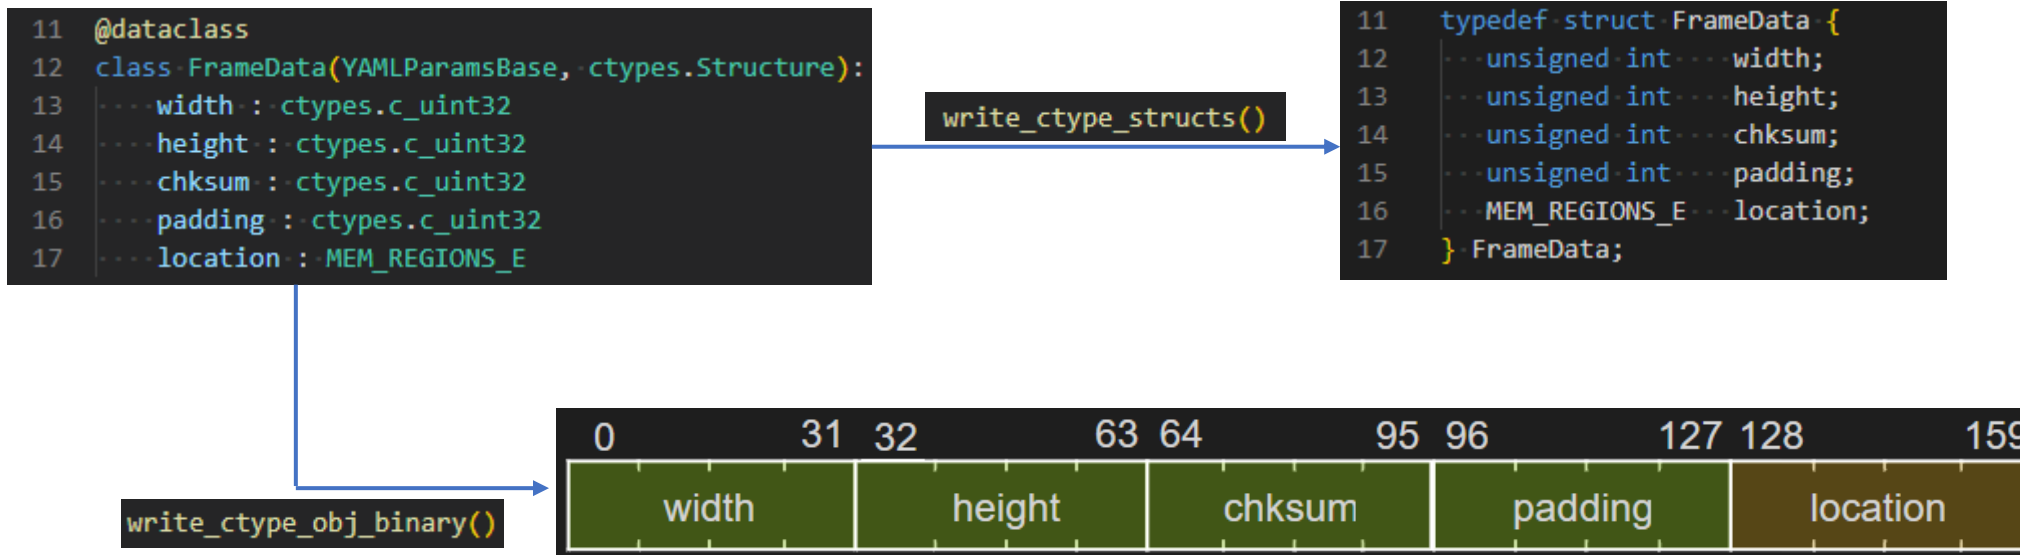 11 @dataclass
12 class FrameData(YAMLParamsBase, ctypes.Structure):
13 width : ctypes.c_uint32
14 height : ctypes.c_uint32
15 chksum : ctypes.c_uint32
16 padding : ctypes.c_uint32
17 location : MEM_REGIONS_E
write_ctype_structs()
11 typedef struct FrameData {
12 unsigned int width;
13 unsigned int height;
14 unsigned int chksum;
15 unsigned int padding;
16 MEM_REGIONS_E location;
17 } FrameData;
write_ctype_obj_binary()
0 31 32 63 64 95 96 127 128 159
width height chksum padding location